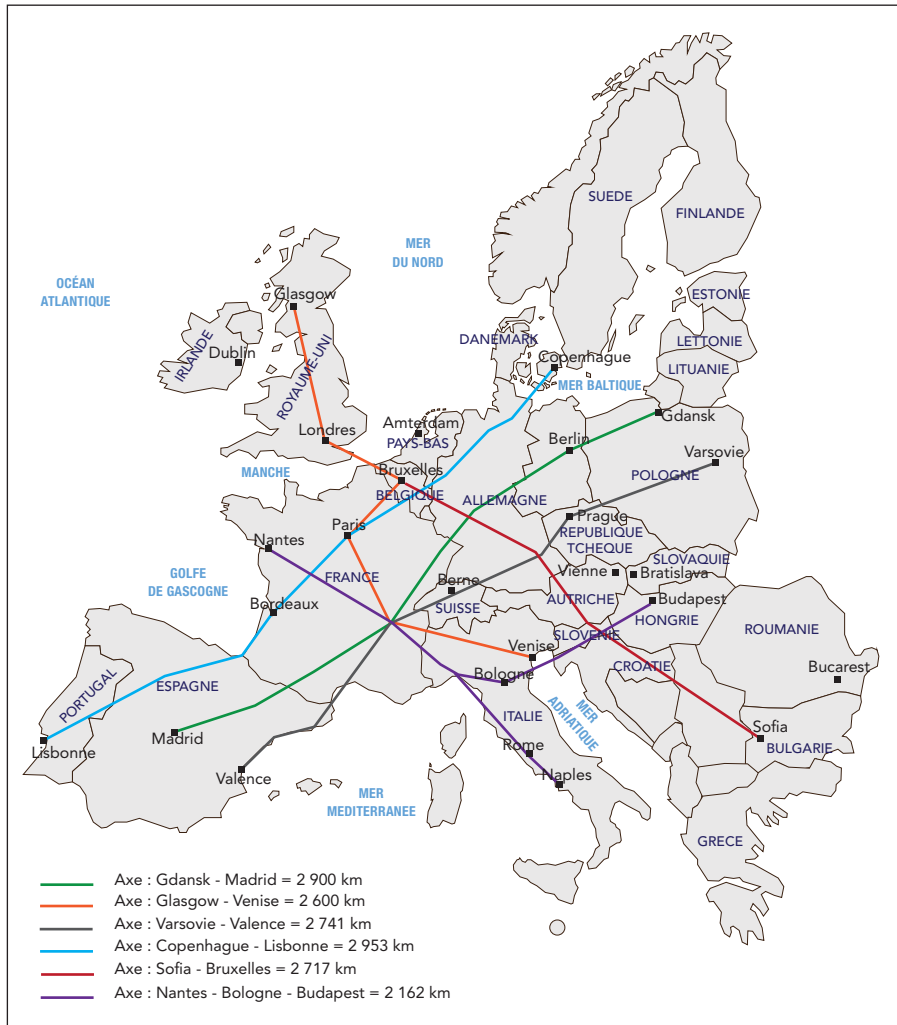 SUEDE
FINLANDE
MER
DU NORD
OCÉAN
ATLANTIQUE
Glasgow
ESTONIE
DANEMARK
LETTONIE
IRLANDE
Dublin
ROYAUME-UNI
Copenhague
LITUANIE
MER BALTIQUE
Gdansk
Amterdam
Londres
PAYS-BAS
Berlin
Varsovie
MANCHE
Bruxelles
POLOGNE
BELGIQUE
ALLEMAGNE
Paris
Prague
Nantes
REPUBLIQUE
TCHEQUE
SLOVAQUIE
GOLFE
DE GASCOGNE
FRANCE
Berne
Vienne
Bratislava
Bordeaux
SUISSE
AUTRICHE
Budapest
HONGRIE
ROUMANIE
SLOVENIE
Venise
CROATIE
Bucarest
Bologne
PORTUGAL
ESPAGNE
MER
ADRIATIQUE
ITALIE
Sofia
BULGARIE
Lisbonne
Madrid
Rome
Valence
Naples
MER
MEDITERRANEE
GRECE
Axe : Gdansk - Madrid = 2 900 km
Axe : Glasgow - Venise = 2 600 km
Axe : Varsovie - Valence = 2 741 km
Axe : Copenhague - Lisbonne = 2 953 km
Axe : Sofia - Bruxelles = 2 717 km
Axe : Nantes - Bologne - Budapest = 2 162 km